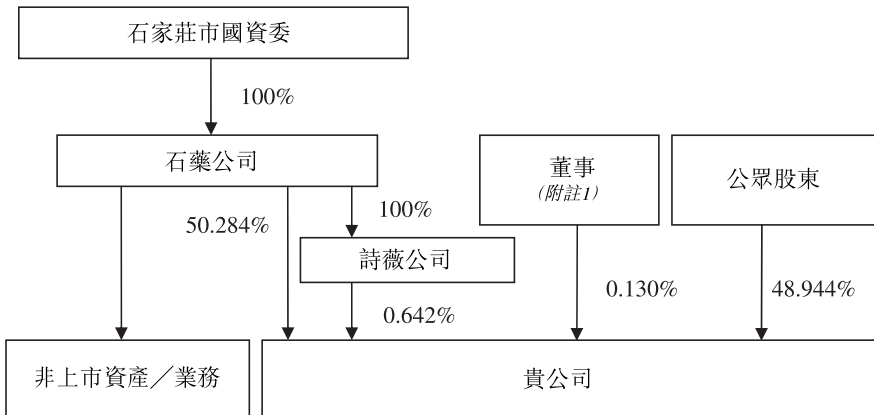 石家莊市國資委
100%
石藥公司
董事
(附註1)
公眾股東
50.284%
100%
詩薇公司
0.642%
0.130%
48.944%
非上市資產／業務
貴公司